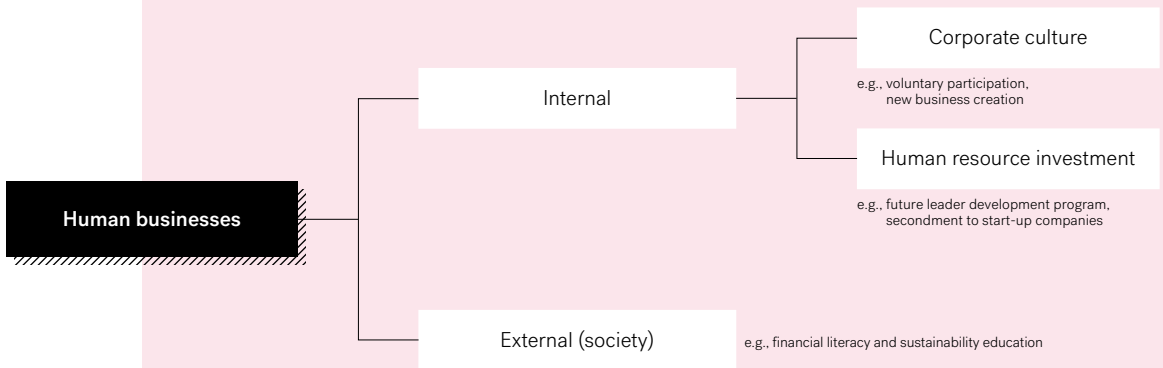 Corporate culture
e.g., voluntary participation,
new business creation
Internal
Human resource investment
e.g., future leader development program,
secondment to start-up companies
Human businesses
External (society)
e.g., financial literacy and sustainability education